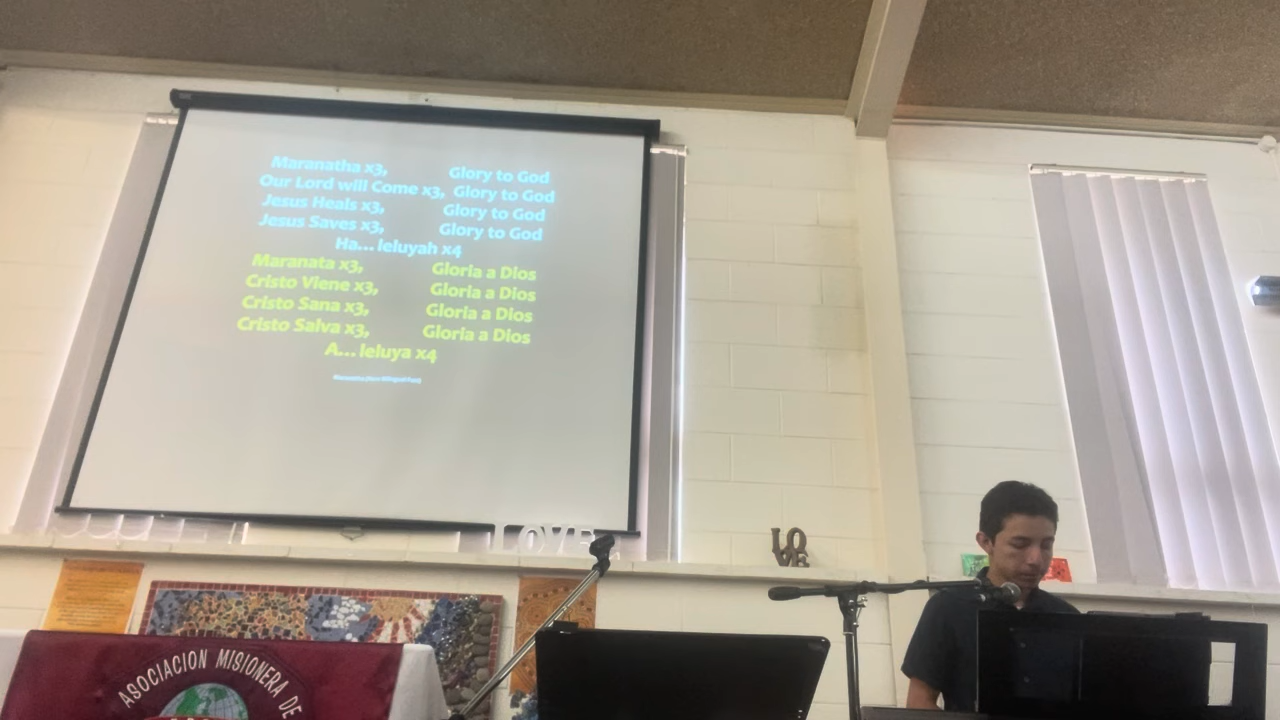 Maranatha x3, Glory to God
Our Lord will Come x3, Glory to God
Jesus Heals x3, Glory to God
Jesus Saves x3, Glory to God
Ha... leluyah x4
Maranata x3, Gloria a Dios
Cristo Viene x3, Gloria a Dios
Cristo Sana x3, Gloria a Dios
Cristo Salva x3, Gloria a Dios
A... leluya x4
LOVE
LOVE
ASOCIACION MISIONERA DE